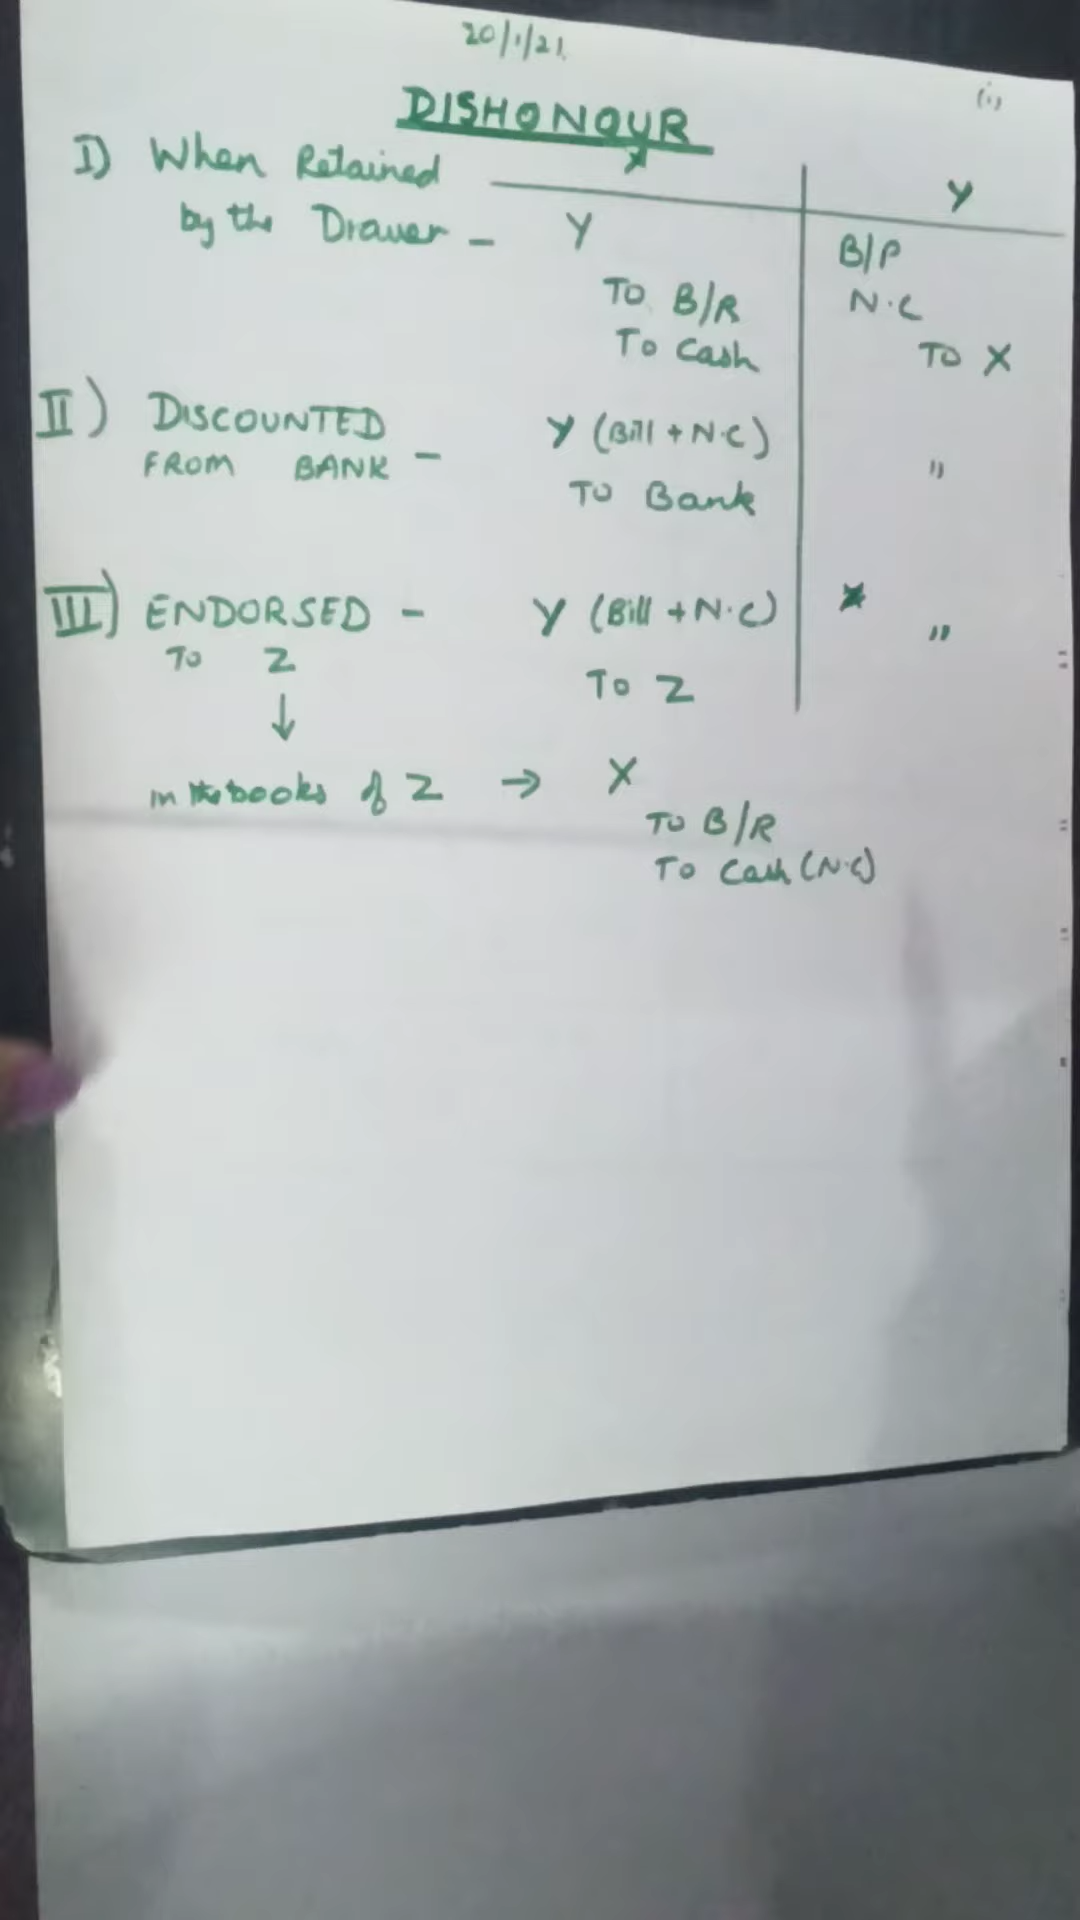 20/1/21
(i)
DISHONOUR
I) When Retained X Y
by the Drawer - Y B/P
To B/R N.C
To Cash To X
II) DISCOUNTED - Y (Bill + N.C) "
FROM BANK
To Bank
III) ENDORSED - Y (Bill + N.C) "
To Z To Z
↓
in the books of Z → X
To B/R
To Cash (N.C)